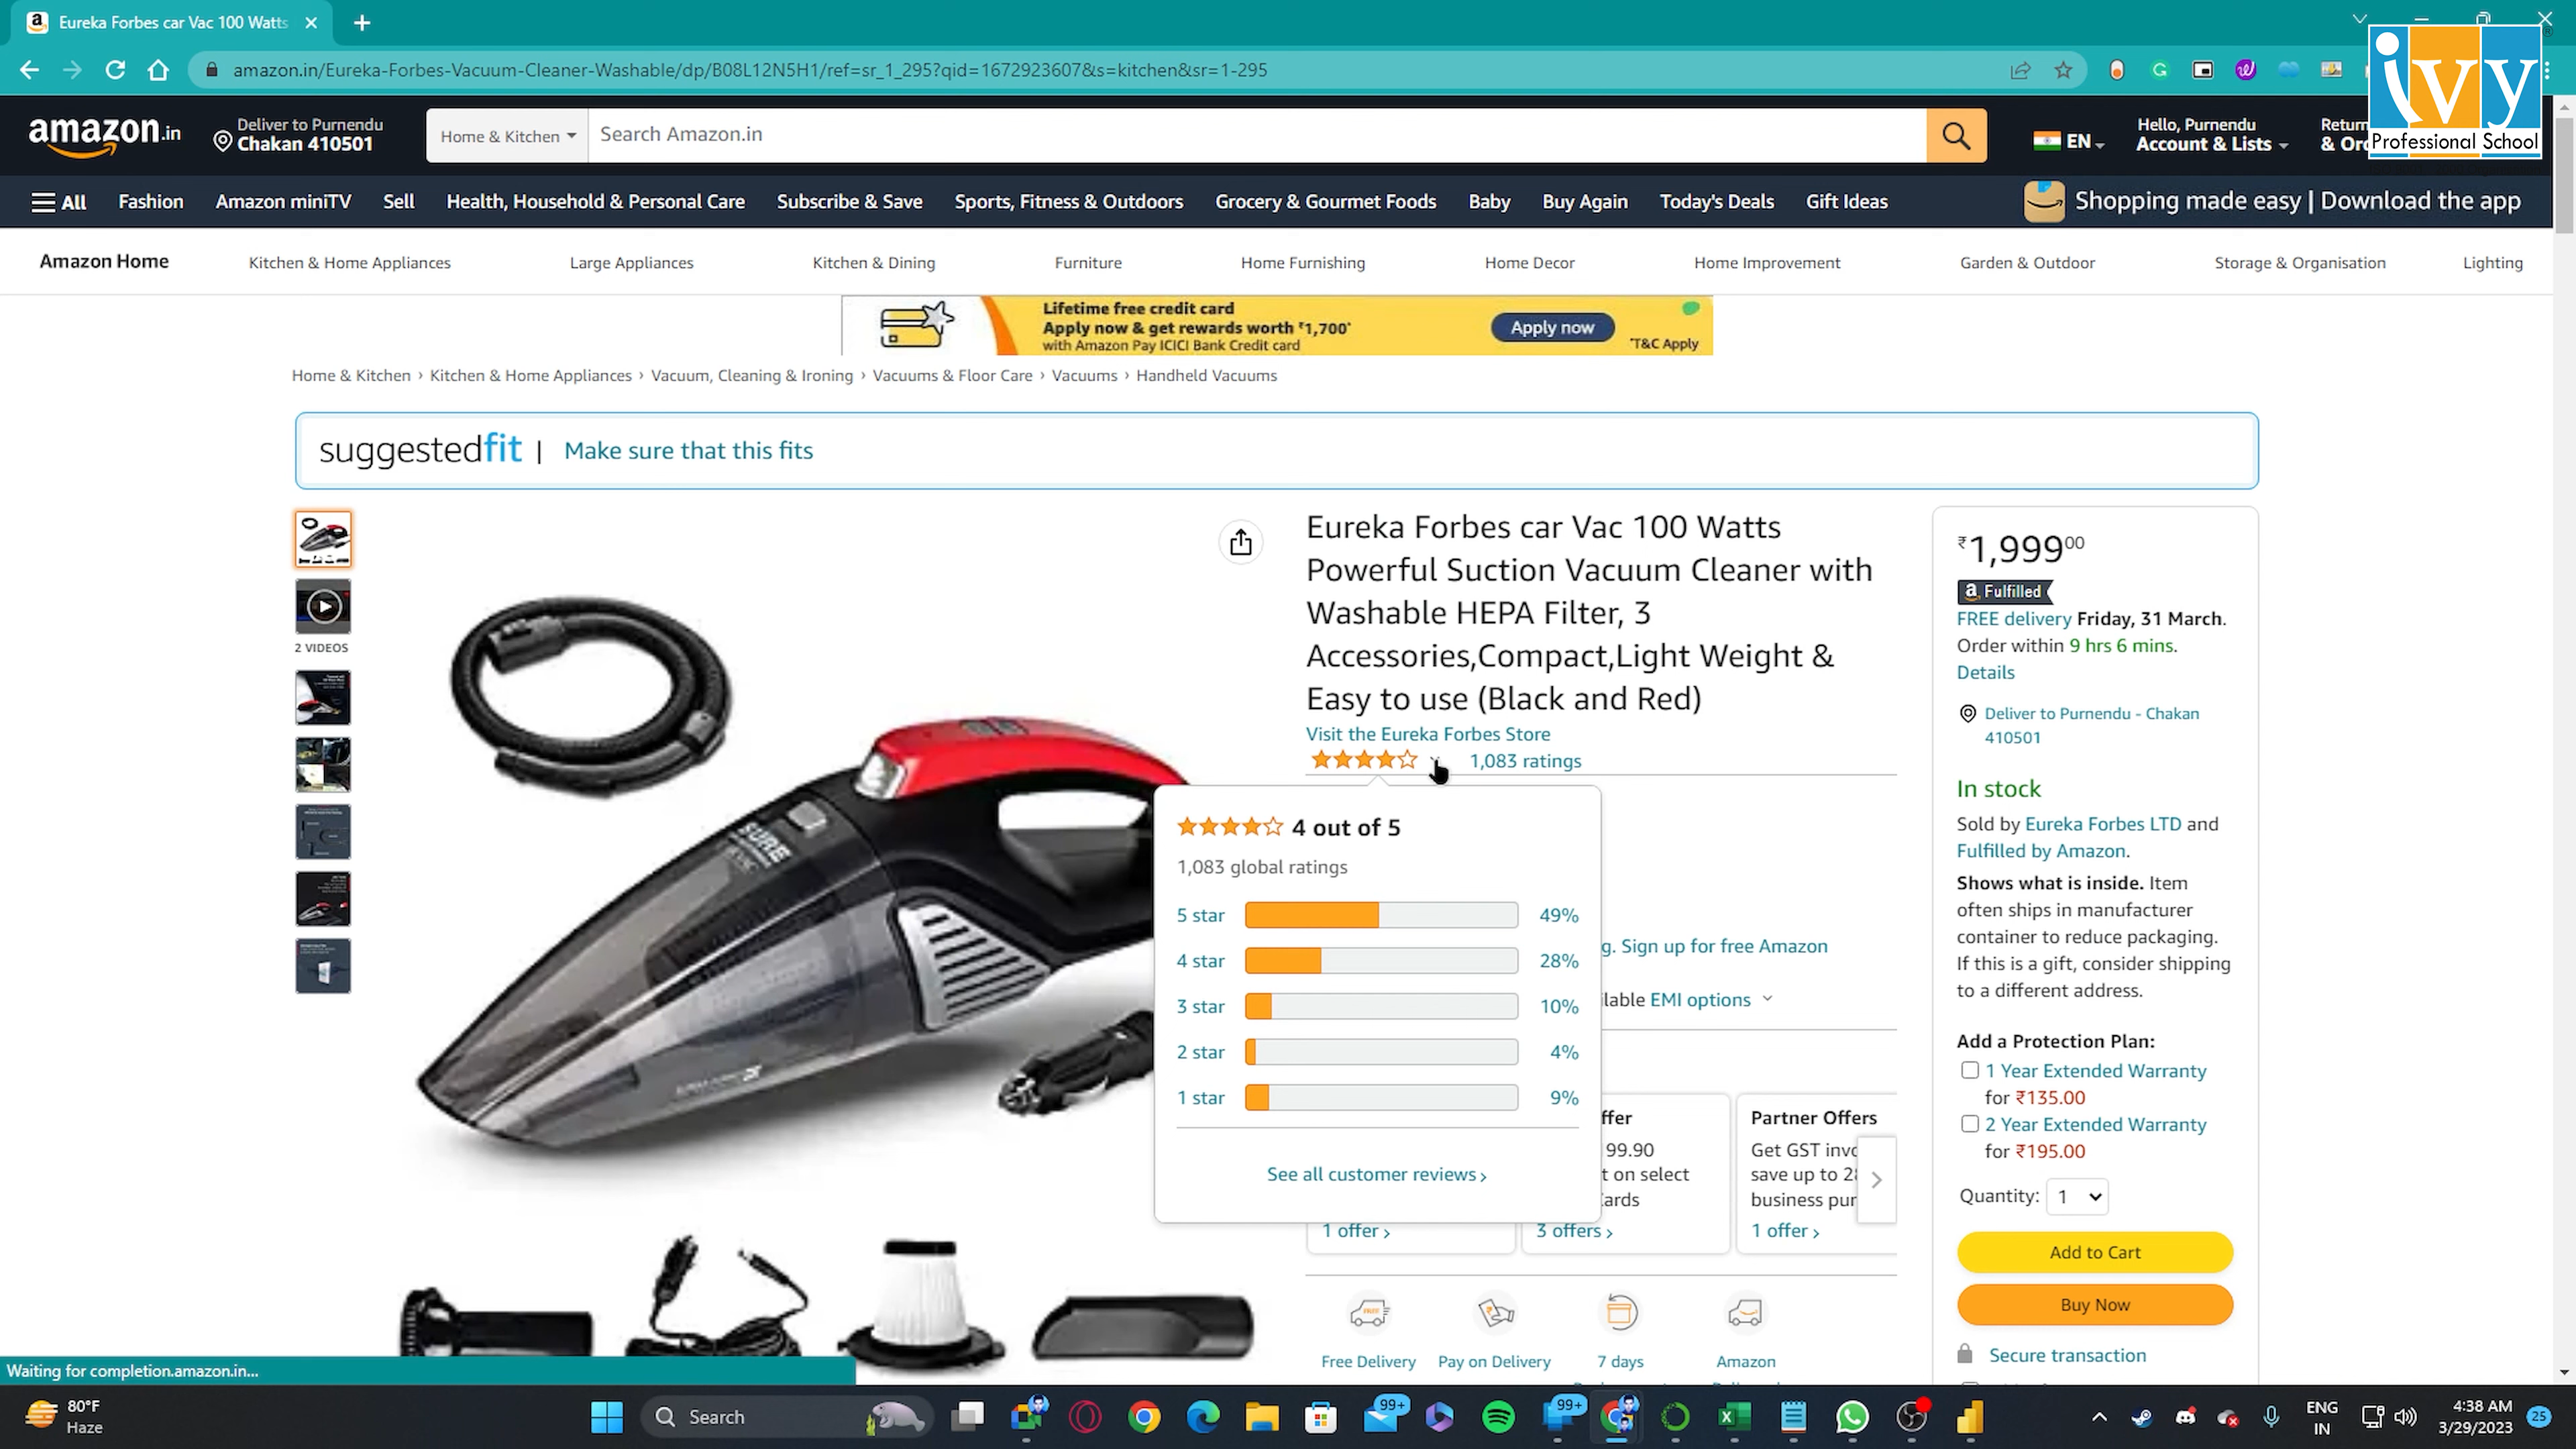 Eureka Forbes car Vac 100 Watts
amazon.in/Eureka-Forbes-Vacuum-Cleaner-Washable/dp/B08L12N5H1/ref=sr_1_295?qid=1672923607&s=kitchen&sr=1-295
ivy
Professional School
amazon.in
Deliver to Purnendu
Chakan 410501
Home & Kitchen
Search Amazon.in
EN
Hello, Purnendu
Account & Lists
All
Fashion
Amazon miniTV
Sell
Health, Household & Personal Care
Subscribe & Save
Sports, Fitness & Outdoors
Grocery & Gourmet Foods
Baby
Buy Again
Today's Deals
Gift Ideas
Shopping made easy | Download the app
Amazon Home
Kitchen & Home Appliances
Large Appliances
Kitchen & Dining
Furniture
Home Furnishing
Home Decor
Home Improvement
Garden & Outdoor
Storage & Organisation
Lighting
Lifetime free credit card
Apply now & get rewards worth ₹1,700*
with Amazon Pay ICICI Bank Credit card
Apply now
*T&C Apply
Home & Kitchen › Kitchen & Home Appliances › Vacuum, Cleaning & Ironing › Vacuums & Floor Care › Vacuums › Handheld Vacuums
suggestedfit | Make sure that this fits
2 VIDEOS
SURE
Eureka Forbes car Vac 100 Watts
Powerful Suction Vacuum Cleaner with
Washable HEPA Filter, 3
Accessories,Compact,Light Weight &
Easy to use (Black and Red)
Visit the Eureka Forbes Store
1,083 ratings
4 out of 5
1,083 global ratings
5 star 49%
4 star 28%
3 star 10%
2 star 4%
1 star 9%
See all customer reviews ›
g. Sign up for free Amazon
EMI options
99.90
t on select
Partner Offers
Get GST
save up to
business
1 offer ›
3 offers ›
1 offer ›
Free Delivery
Pay on Delivery
7 days
Amazon
₹1,99900
a Fulfilled
FREE delivery Friday, 31 March.
Order within 9 hrs 6 mins.
Details
Deliver to Purnendu - Chakan
410501
In stock
Sold by Eureka Forbes LTD and
Fulfilled by Amazon.
Shows what is inside. Item
often ships in manufacturer
container to reduce packaging.
If this is a gift, consider shipping
to a different address.
Add a Protection Plan:
1 Year Extended Warranty
for ₹135.00
2 Year Extended Warranty
for ₹195.00
Quantity: 1
Add to Cart
Buy Now
Secure transaction
Waiting for completion.amazon.in...
80°F
Haze
Search
99+
99+
ENG
IN
4:38 AM
3/29/2023
25